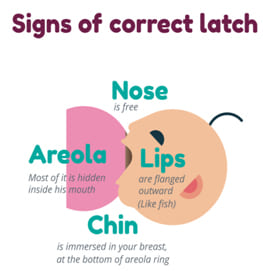 Signs of correct latch
Nose
is free
Areola
Most of it is hidden
inside his mouth
Lips
are flanged
outward
(Like fish)
Chin
is immersed in your breast,
at the bottom of areola ring